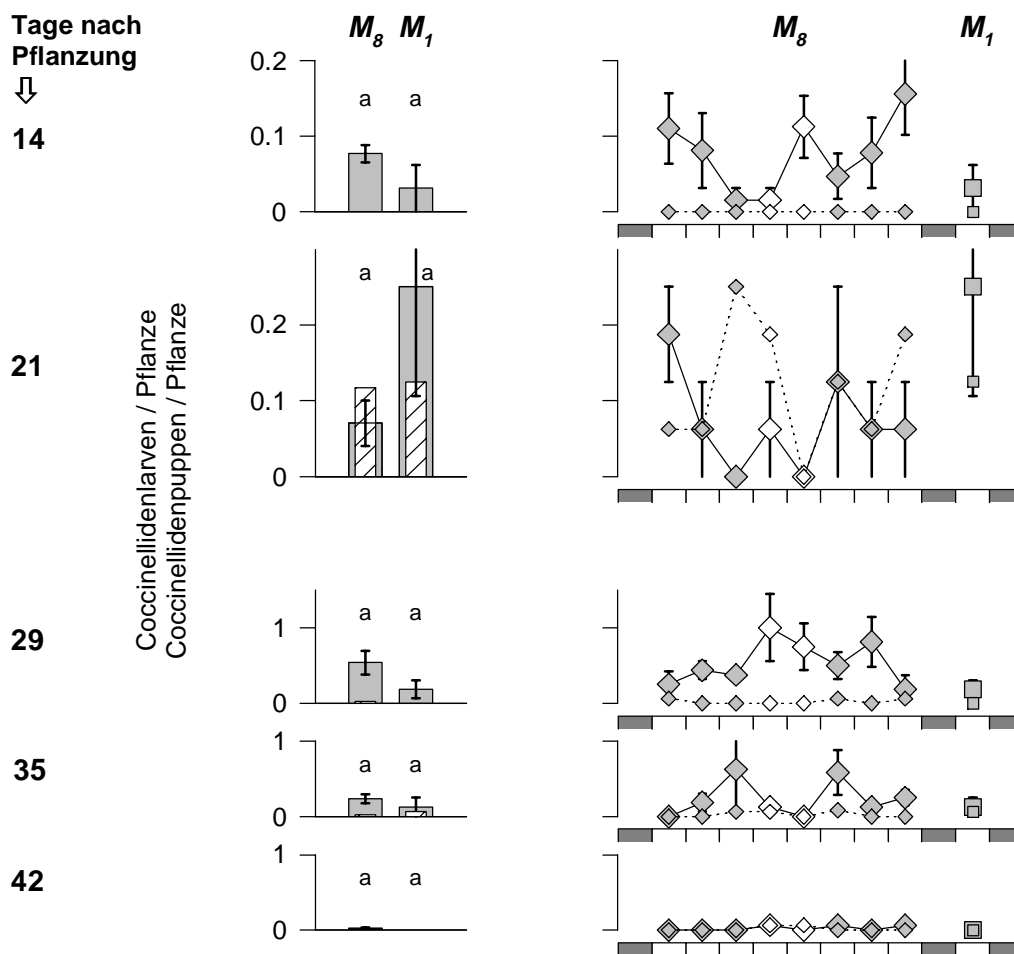 Tage nach
Pflanzung
M8 M1 M8 M1
14
0.2
0.1
0
a a
21
0.2
0.1
0
a a
Coccinellidenlarven / Pflanze
Coccinellidenpuppen / Pflanze
29
1
0
a a
35
1
0
a a
42
1
0
a a